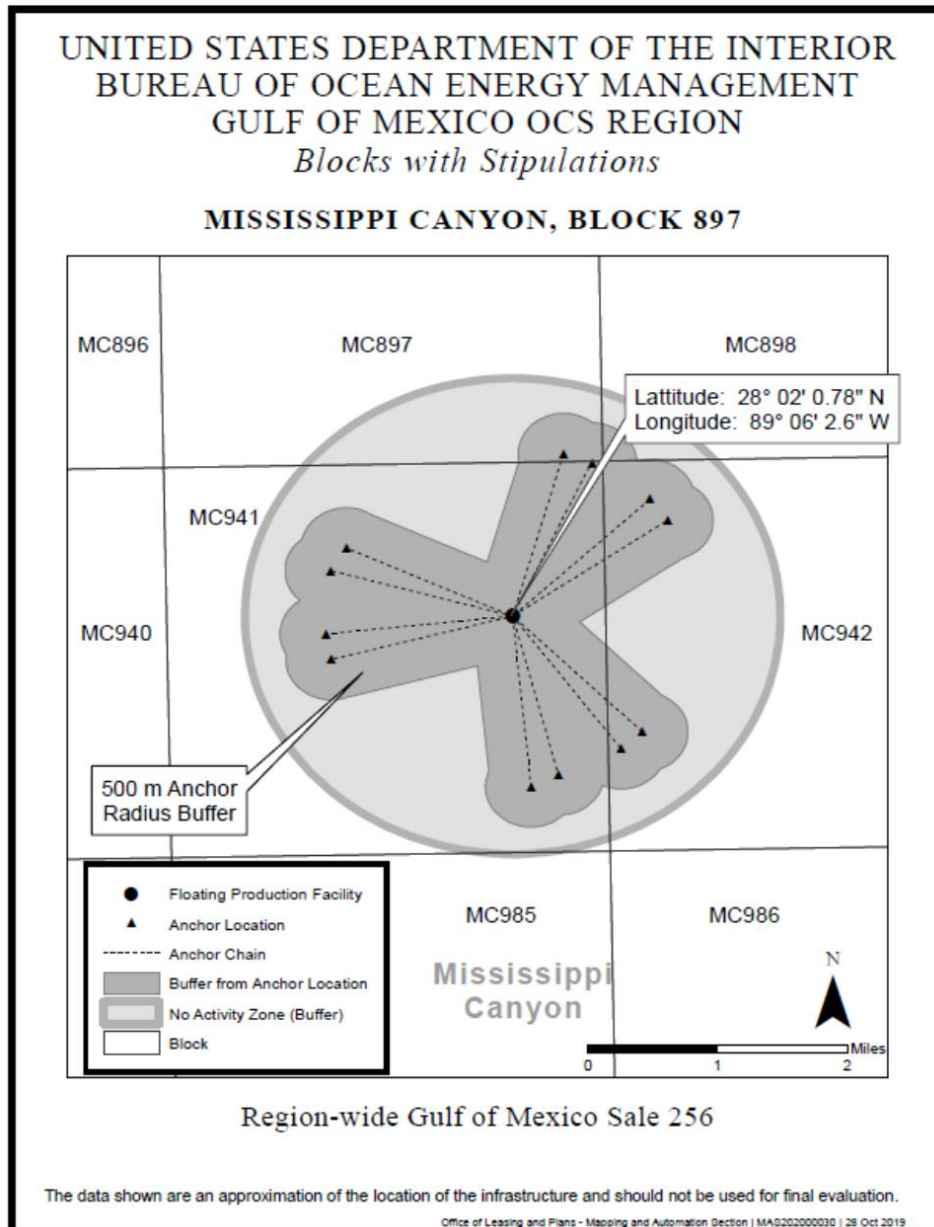 UNITED STATES DEPARTMENT OF THE INTERIOR
BUREAU OF OCEAN ENERGY MANAGEMENT
GULF OF MEXICO OCS REGION
Blocks with Stipulations
MISSISSIPPI CANYON, BLOCK 897
MC896
MC897
MC898
Lattitude: 28° 02' 0.78" N
Longitude: 89° 06' 2.6" W
MC941
MC940
MC942
500 m Anchor
Radius Buffer
Floating Production Facility
Anchor Location
Anchor Chain
Buffer from Anchor Location
No Activity Zone (Buffer)
Block
MC985
MC986
Mississippi
Canyon
N
Miles
0 1 2
Region-wide Gulf of Mexico Sale 256
The data shown are an approximation of the location of the infrastructure and should not be used for final evaluation.
Office of Leasing and Plans - Mapping and Automation Section | MAS202000030 | 28 Oct 2019